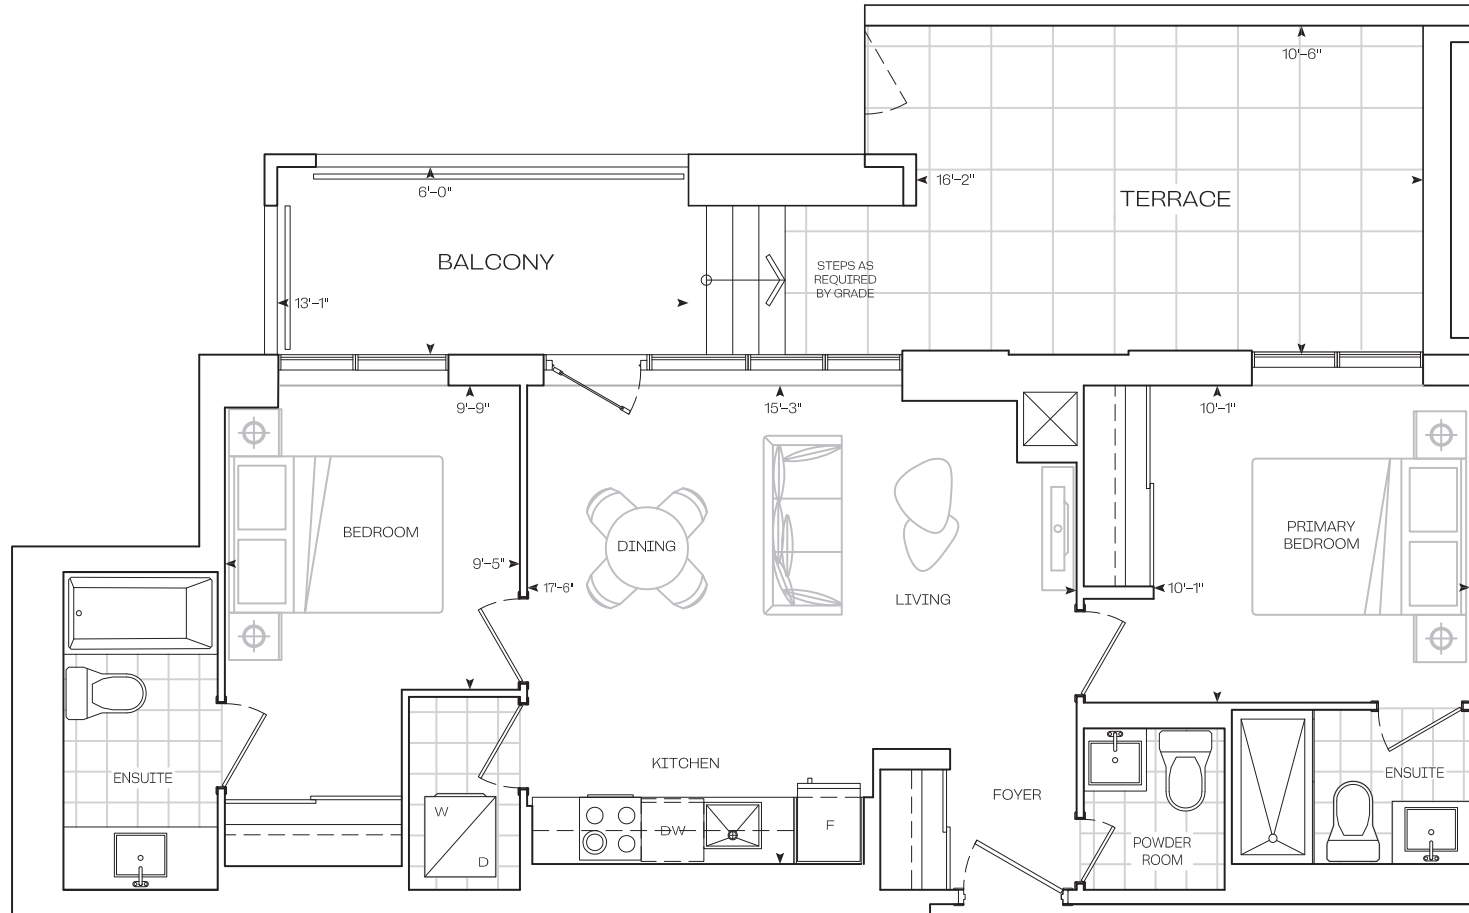 10'-6"
16'-2"
TERRACE
6'-0"
BALCONY
STEPS AS
REQUIRED
BY GRADE
13'-1"
9'-9"
15'-3"
10'-1"
BEDROOM
DINING
PRIMARY
BEDROOM
9'-5"
17'-6"
LIVING
10'-1"
ENSUITE
KITCHEN
FOYER
ENSUITE
W
D
DW
F
POWDER
ROOM